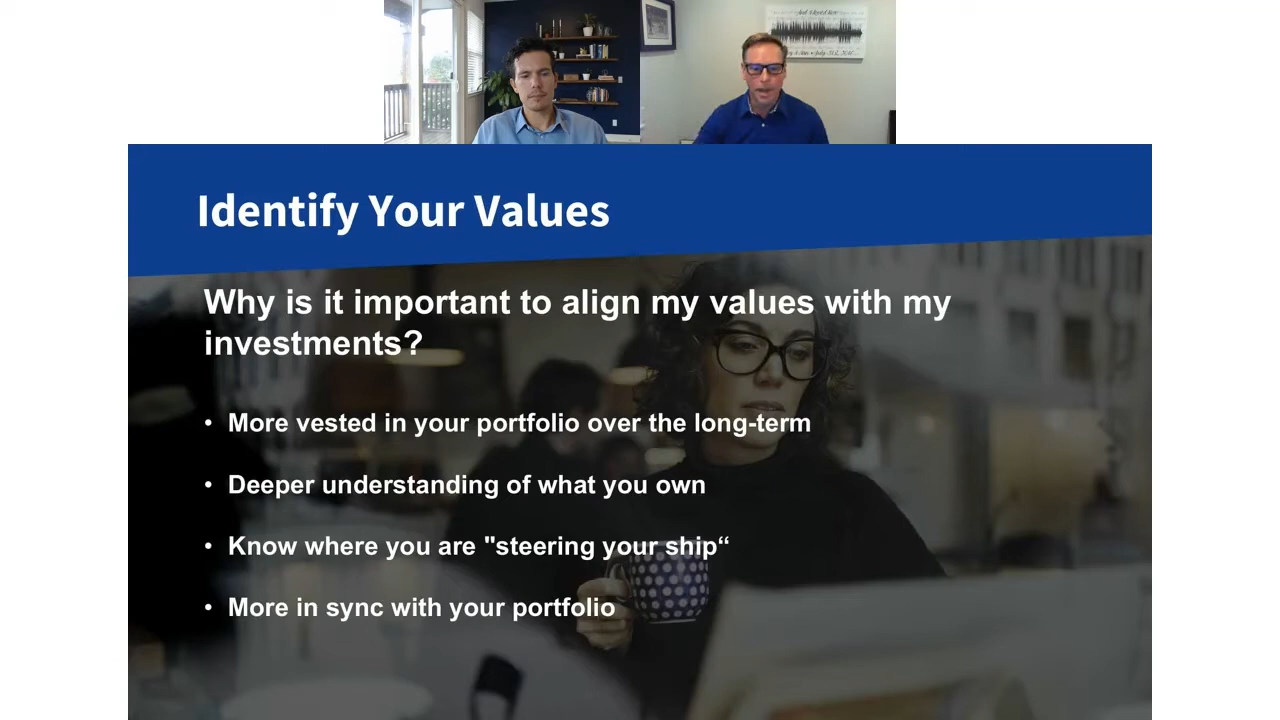 Identify Your Values
Why is it important to align my values with my
investments?
• More vested in your portfolio over the long-term
• Deeper understanding of what you own
• Know where you are "steering your ship“
• More in sync with your portfolio